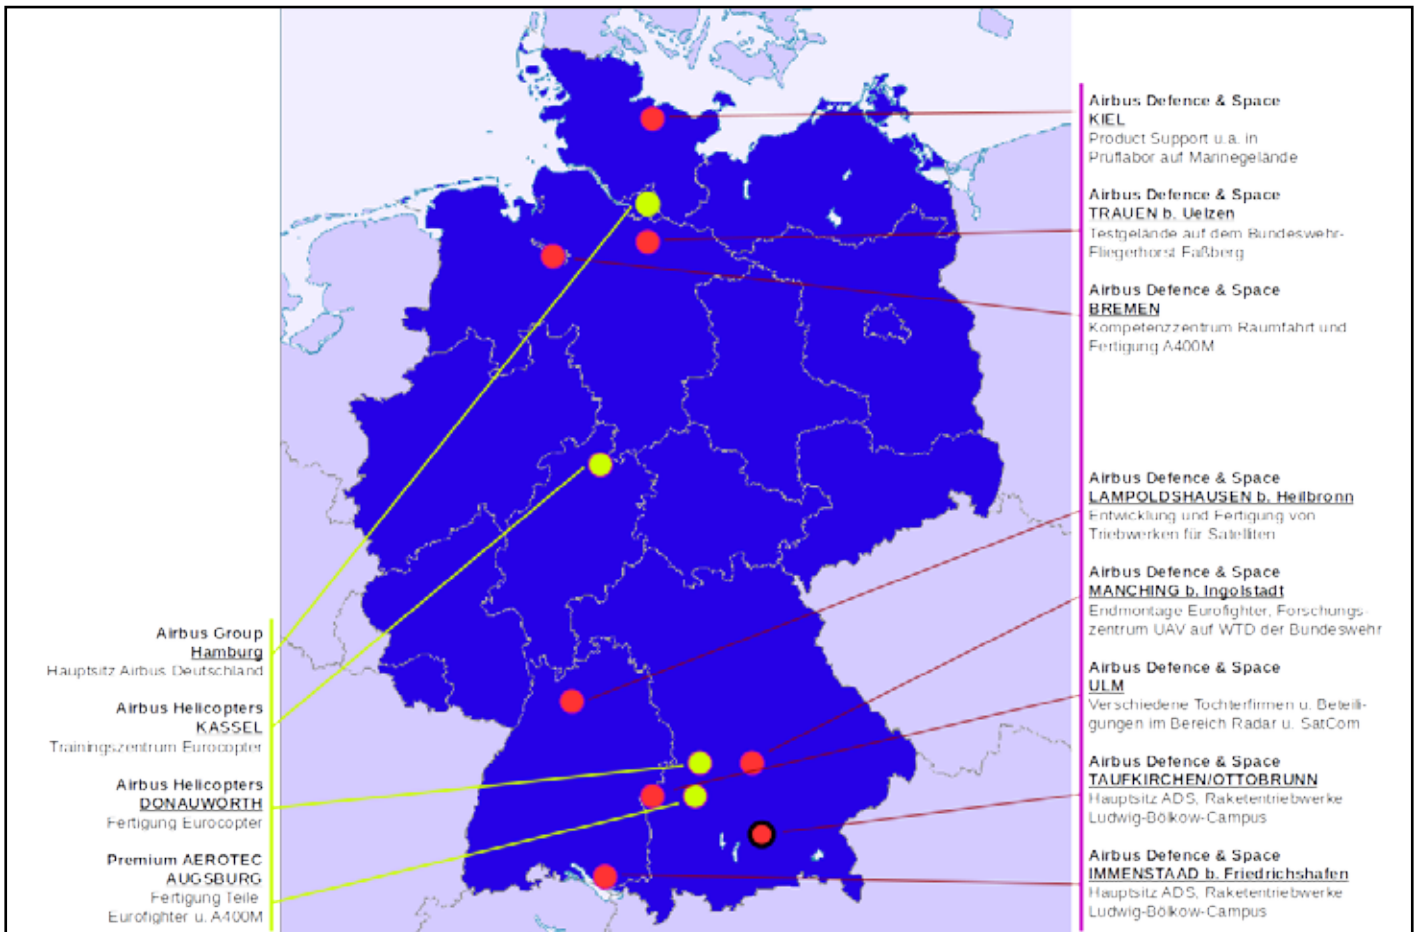 Airbus Defence & Space
KIEL
Product Support u.a. in
Prüflabor auf Marinegelände
Airbus Defence & Space
TRAUEN b. Uelzen
Testgelände auf dem Bundeswehr-
Fliegerhorst Faßberg
Airbus Defence & Space
BREMEN
Kompetenzzentrum Raumfahrt und
Fertigung A400M
Airbus Defence & Space
LAMPOLDSHAUSEN b. Heilbronn
Entwicklung und Fertigung von
Triebwerken für Satelliten
Airbus Defence & Space
MANCHING b. Ingolstadt
Endmontage Eurofighter, Forschungs-
zentrum UAV auf WTD der Bundeswehr
Airbus Defence & Space
ULM
Verschiedene Tochterfirmen u. Beteili-
gungen im Bereich Radar u. SatCom
Airbus Defence & Space
TAUFKIRCHEN/OTTOBRUNN
Hauptsitz ADS, Raketentriebwerke
Ludwig-Bölkow-Campus
Airbus Defence & Space
IMMENSTAAD b. Friedrichshafen
Hauptsitz ADS, Raketentriebwerke
Ludwig-Bölkow-Campus
Airbus Group
Hamburg
Hauptsitz Airbus Deutschland
Airbus Helicopters
KASSEL
Trainingszentrum Eurocopter
Airbus Helicopters
DONAUWÖRTH
Fertigung Eurocopter
Premium AEROTEC
AUGSBURG
Fertigung Teile
Eurofighter u. A400M